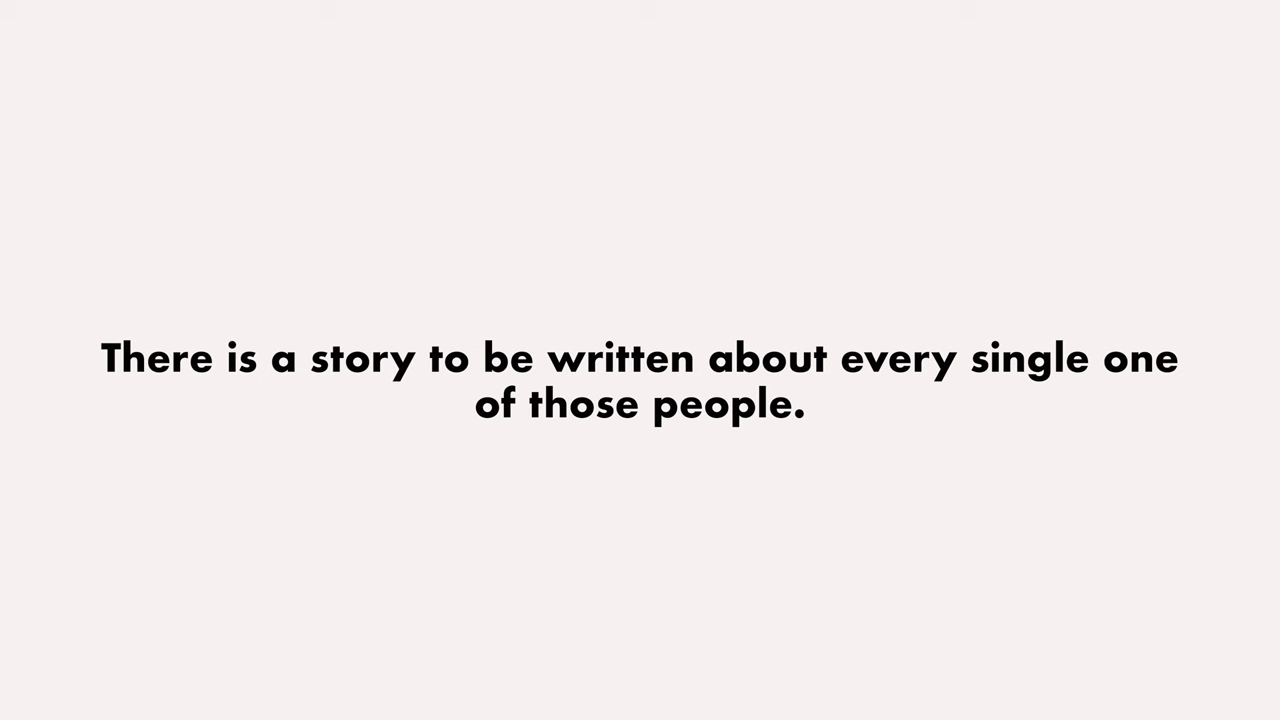 There is a story to be written about every single one
of those people.